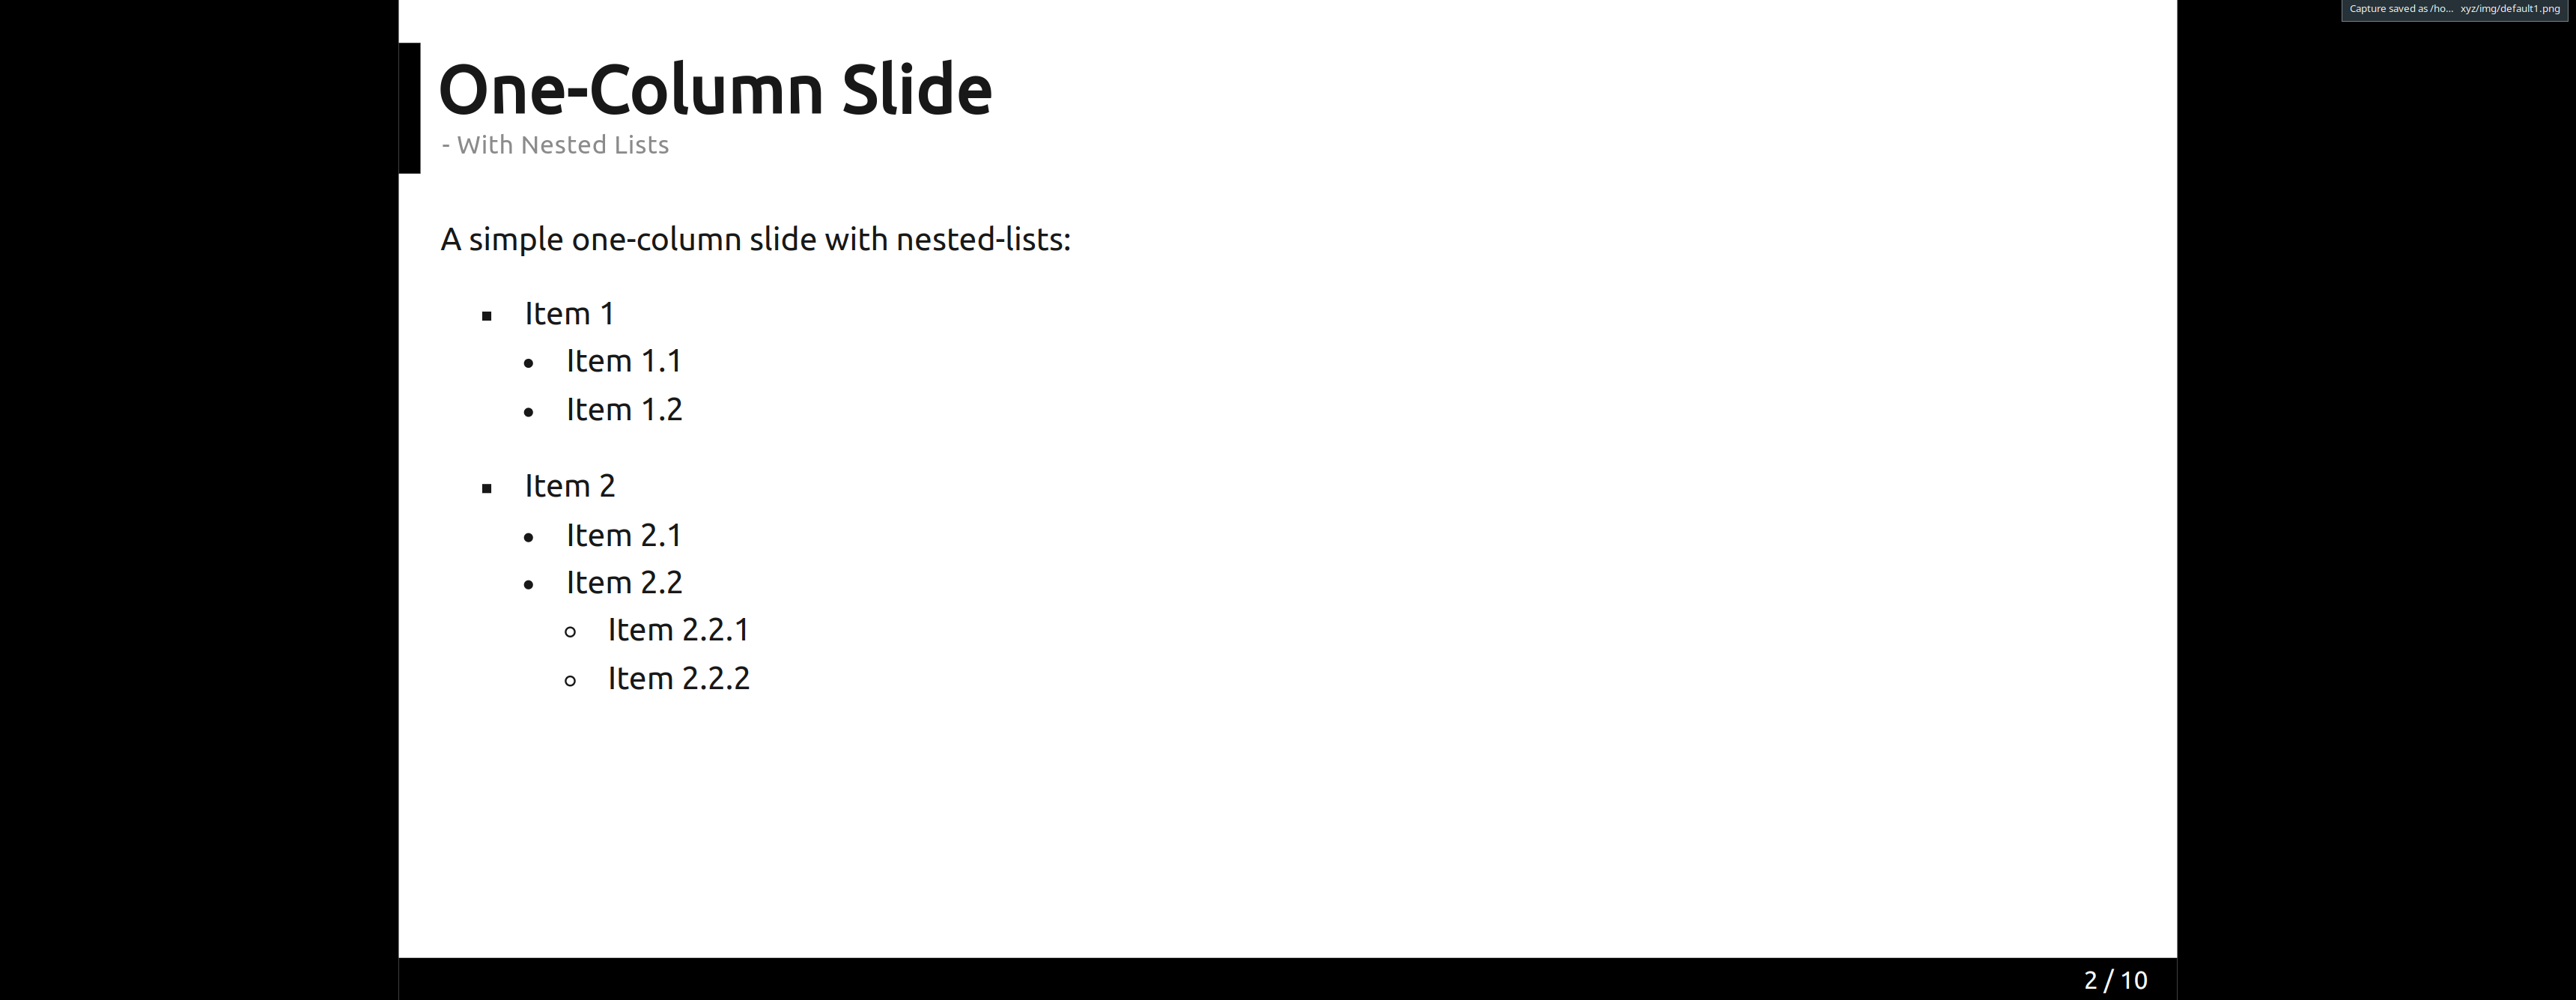 Capture saved as /ho... xyz/img/default1.png
One-Column Slide
- With Nested Lists
A simple one-column slide with nested-lists:
▪ Item 1
• Item 1.1
• Item 1.2
▪ Item 2
• Item 2.1
• Item 2.2
◦ Item 2.2.1
◦ Item 2.2.2
2 / 10